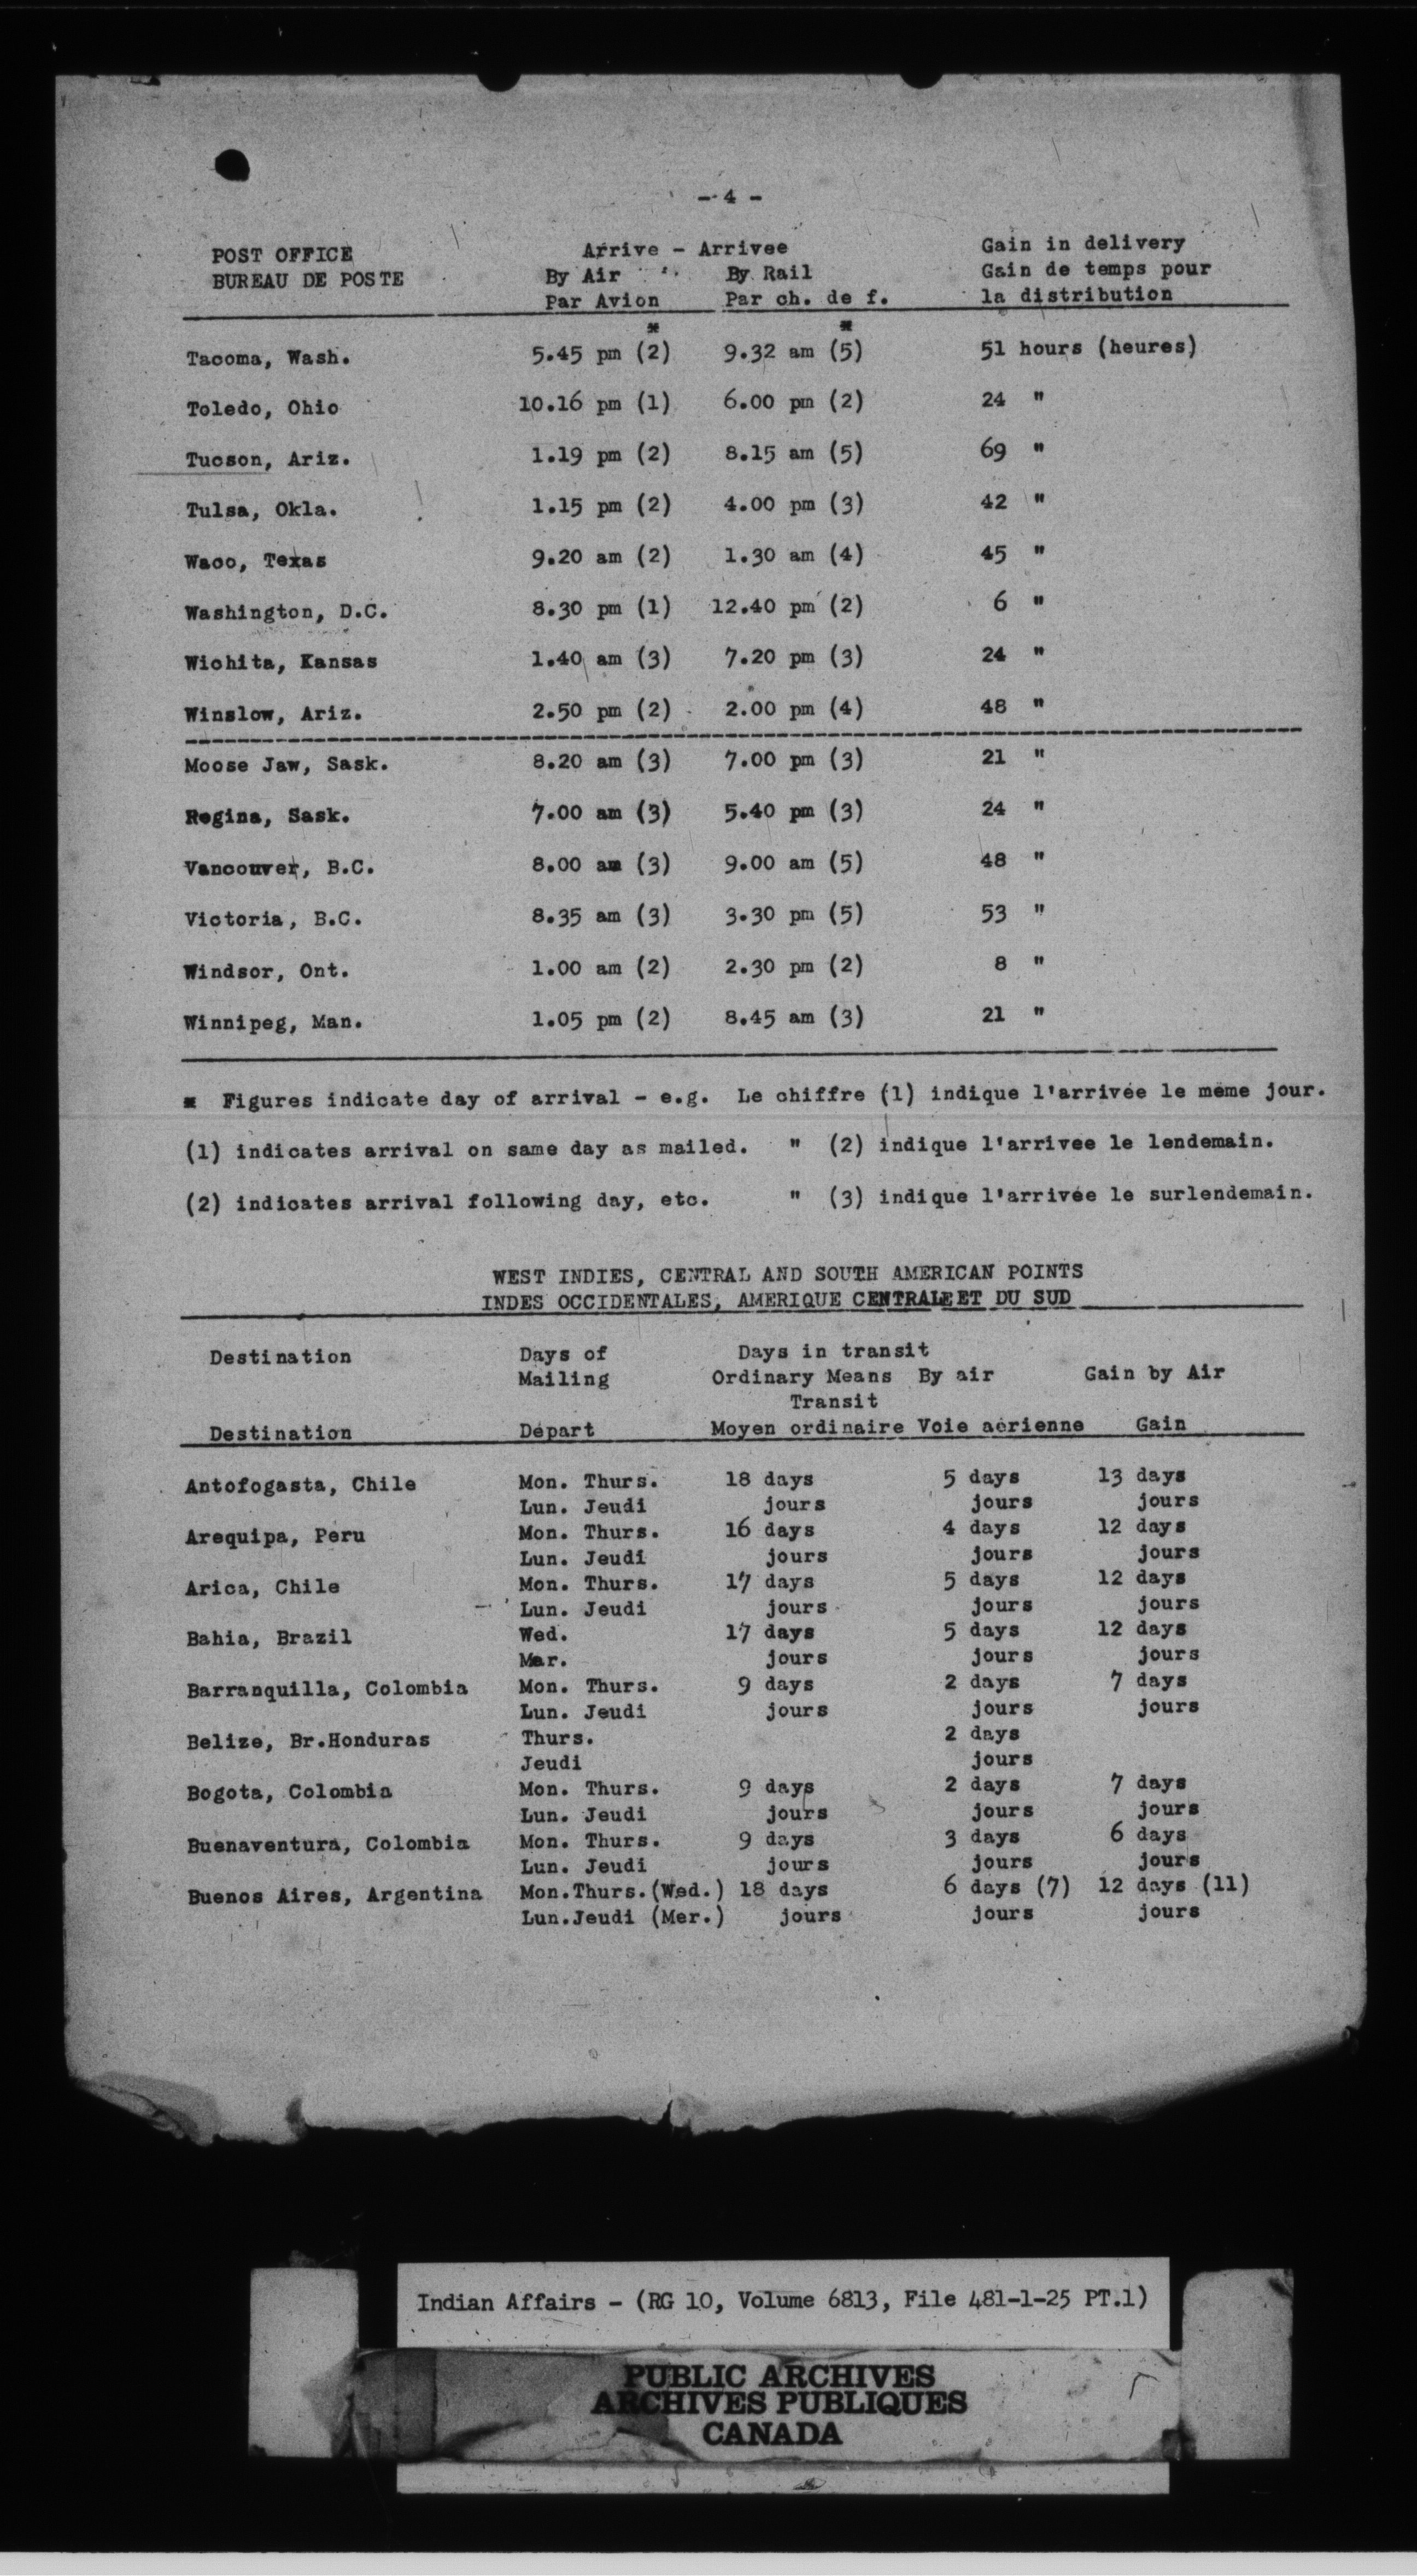 - 4 -
POST OFFICE Arrive - Arrivee Gain in delivery
BUREAU DE POSTE By Air By Rail Gain de temps pour
Par Avion Par ch. de f. la distribution
* *
Tacoma, Wash. 5.45 pm (2) 9.32 am (5) 51 hours (heures)
Toledo, Ohio 10.16 pm (1) 6.00 pm (2) 24 "
Tucson, Ariz. 1.19 pm (2) 8.15 am (5) 69 "
Tulsa, Okla. 1.15 pm (2) 4.00 pm (3) 42 "
Waco, Texas 9.20 am (2) 1.30 am (4) 45 "
Washington, D.C. 8.30 pm (1) 12.40 pm (2) 6 "
Wichita, Kansas 1.40 am (3) 7.20 pm (3) 24 "
Winslow, Ariz. 2.50 pm (2) 2.00 pm (4) 48 "
Moose Jaw, Sask. 8.20 am (3) 7.00 pm (3) 21 "
Regina, Sask. 7.00 am (3) 5.40 pm (3) 24 "
Vancouver, B.C. 8.00 am (3) 9.00 am (5) 48 "
Victoria, B.C. 8.35 am (3) 3.30 pm (5) 53 "
Windsor, Ont. 1.00 am (2) 2.30 pm (2) 8 "
Winnipeg, Man. 1.05 pm (2) 8.45 am (3) 21 "
* Figures indicate day of arrival - e.g. Le chiffre (1) indique l'arrivée le même jour.
(1) indicates arrival on same day as mailed. " (2) indique l'arrivee le lendemain.
(2) indicates arrival following day, etc. " (3) indique l'arrivée le surlendemain.
WEST INDIES, CENTRAL AND SOUTH AMERICAN POINTS
INDES OCCIDENTALES, AMERIQUE CENTRALE ET DU SUD
Destination Days of Days in transit
Mailing Ordinary Means By air Gain by Air
Transit
Destination Départ Moyen ordinaire Voie aérienne Gain
Antofogasta, Chile Mon. Thurs. 18 days 5 days 13 days
Lun. Jeudi jours jours jours
Arequipa, Peru Mon. Thurs. 16 days 4 days 12 days
Lun. Jeudi jours jours jours
Arica, Chile Mon. Thurs. 17 days 5 days 12 days
Lun. Jeudi jours jours jours
Bahia, Brazil Wed. 17 days 5 days 12 days
Mar. jours jours jours
Barranquilla, Colombia Mon. Thurs. 9 days 2 days 7 days
Lun. Jeudi jours jours jours
Belize, Br.Honduras Thurs. 2 days
Jeudi jours
Bogota, Colombia Mon. Thurs. 9 days 2 days 7 days
Lun. Jeudi jours jours jours
Buenaventura, Colombia Mon. Thurs. 9 days 3 days 6 days
Lun. Jeudi jours jours jours
Buenos Aires, Argentina Mon.Thurs.(Wed.) 18 days 6 days (7) 12 days (11)
Lun.Jeudi (Mer.) jours jours jours
Indian Affairs - (RG 10, Volume 6813, File 481-1-25 PT.1)
PUBLIC ARCHIVES
ARCHIVES PUBLIQUES
CANADA